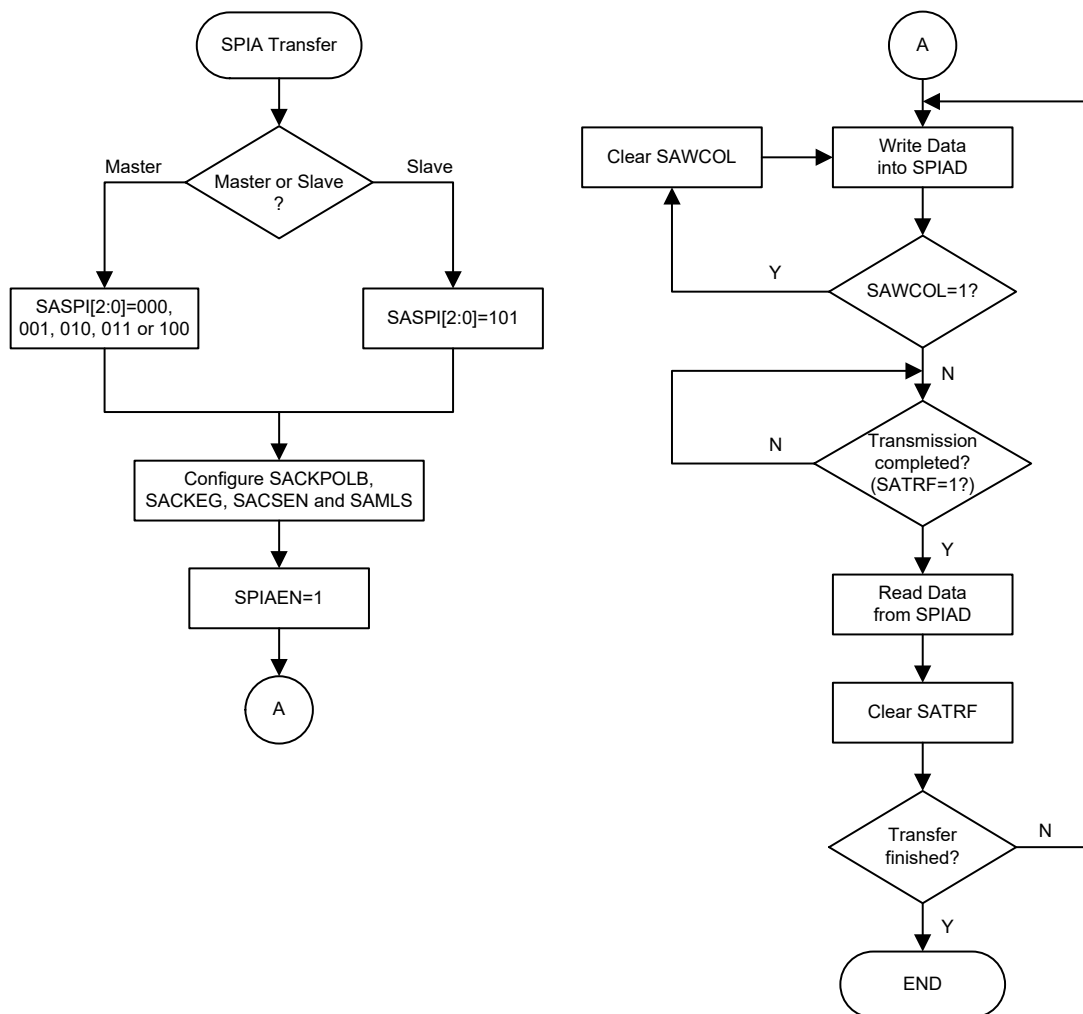 SPIA Transfer
Master
Slave
Master or Slave
?
SASPI[2:0]=000,
001, 010, 011 or 100
SASPI[2:0]=101
Configure SACKPOLB,
SACKEG, SACSEN and SAMLS
SPIAEN=1
A
A
Clear SAWCOL
Write Data
into SPIAD
Y
SAWCOL=1?
N
N
Transmission
completed?
(SATRF=1?)
Y
Read Data
from SPIAD
Clear SATRF
Transfer
finished?
N
Y
END